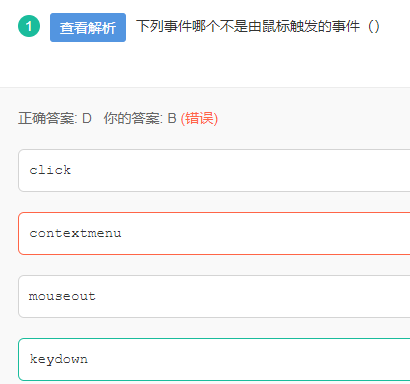 1 查看解析 下列事件哪个不是由鼠标触发的事件（）
正确答案: D 你的答案: B (错误)
click
contextmenu
mouseout
keydown